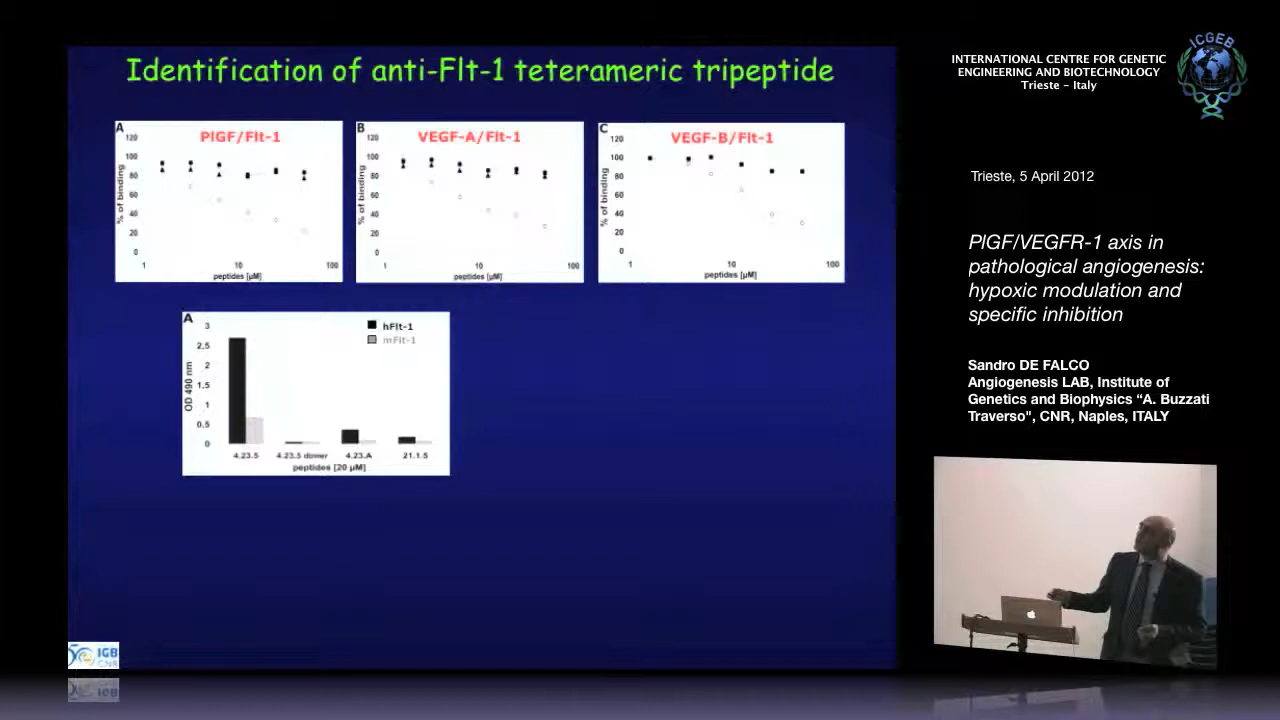 Identification of anti-Flt-1 teterameric tripeptide
A
PlGF/Flt-1
120
100
80
60
40
20
0
% of binding
1
10
100
peptides [µM]
B
VEGF-A/Flt-1
120
100
80
60
40
20
0
% of binding
1
10
100
peptides [µM]
C
VEGF-B/Flt-1
120
100
80
60
40
20
0
% of binding
1
10
100
peptides [µM]
A
3
2,5
2
1,5
1
0,5
0
OD 490 nm
hFlt-1
mFlt-1
4.23.5
4.23.5 dimer
4.23.A
21.1.5
peptides [20 µM]
IGB
CNR
INTERNATIONAL CENTRE FOR GENETIC
ENGINEERING AND BIOTECHNOLOGY
Trieste - Italy
ICGEB
Trieste, 5 April 2012
PlGF/VEGFR-1 axis in
pathological angiogenesis:
hypoxic modulation and
specific inhibition
Sandro DE FALCO
Angiogenesis LAB, Institute of
Genetics and Biophysics “A. Buzzati
Traverso", CNR, Naples, ITALY